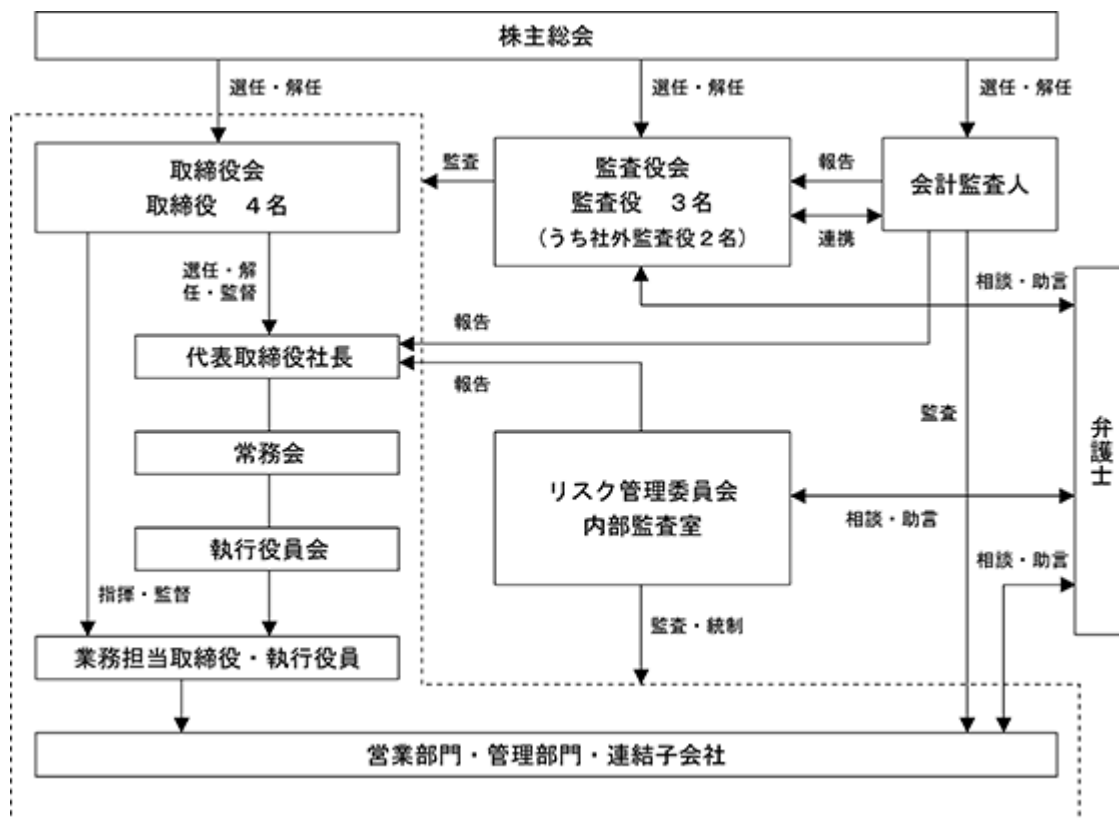 株主総会
選任・解任
選任・解任
選任・解任
取締役会
取締役　４名
監査
監査役会
監査役　３名
（うち社外監査役２名）
報告
連携
会計監査人
選任・解
任・監督
相談・助言
報告
代表取締役社長
報告
監査
弁護士
常務会
リスク管理委員会
内部監査室
相談・助言
執行役員会
相談・助言
指揮・監督
監査・統制
業務担当取締役・執行役員
営業部門・管理部門・連結子会社